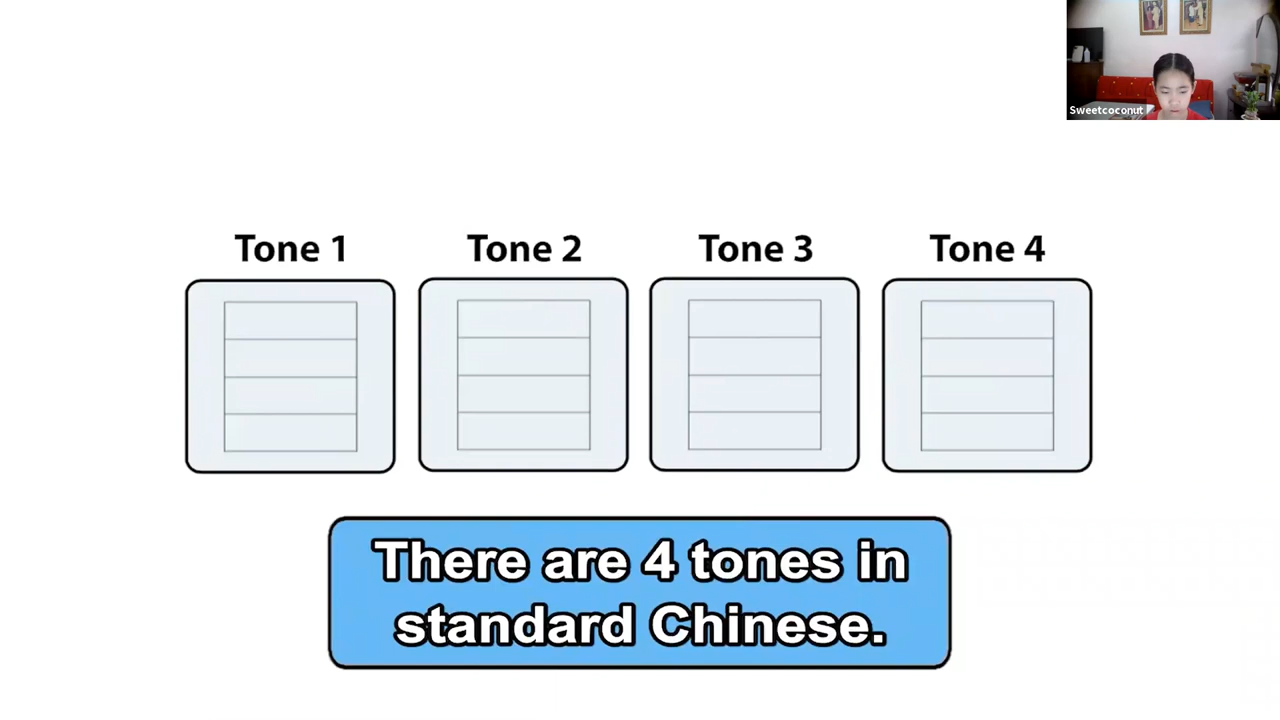 Sweetcoconut
Tone 1
Tone 2
Tone 3
Tone 4
There are 4 tones in
standard Chinese.